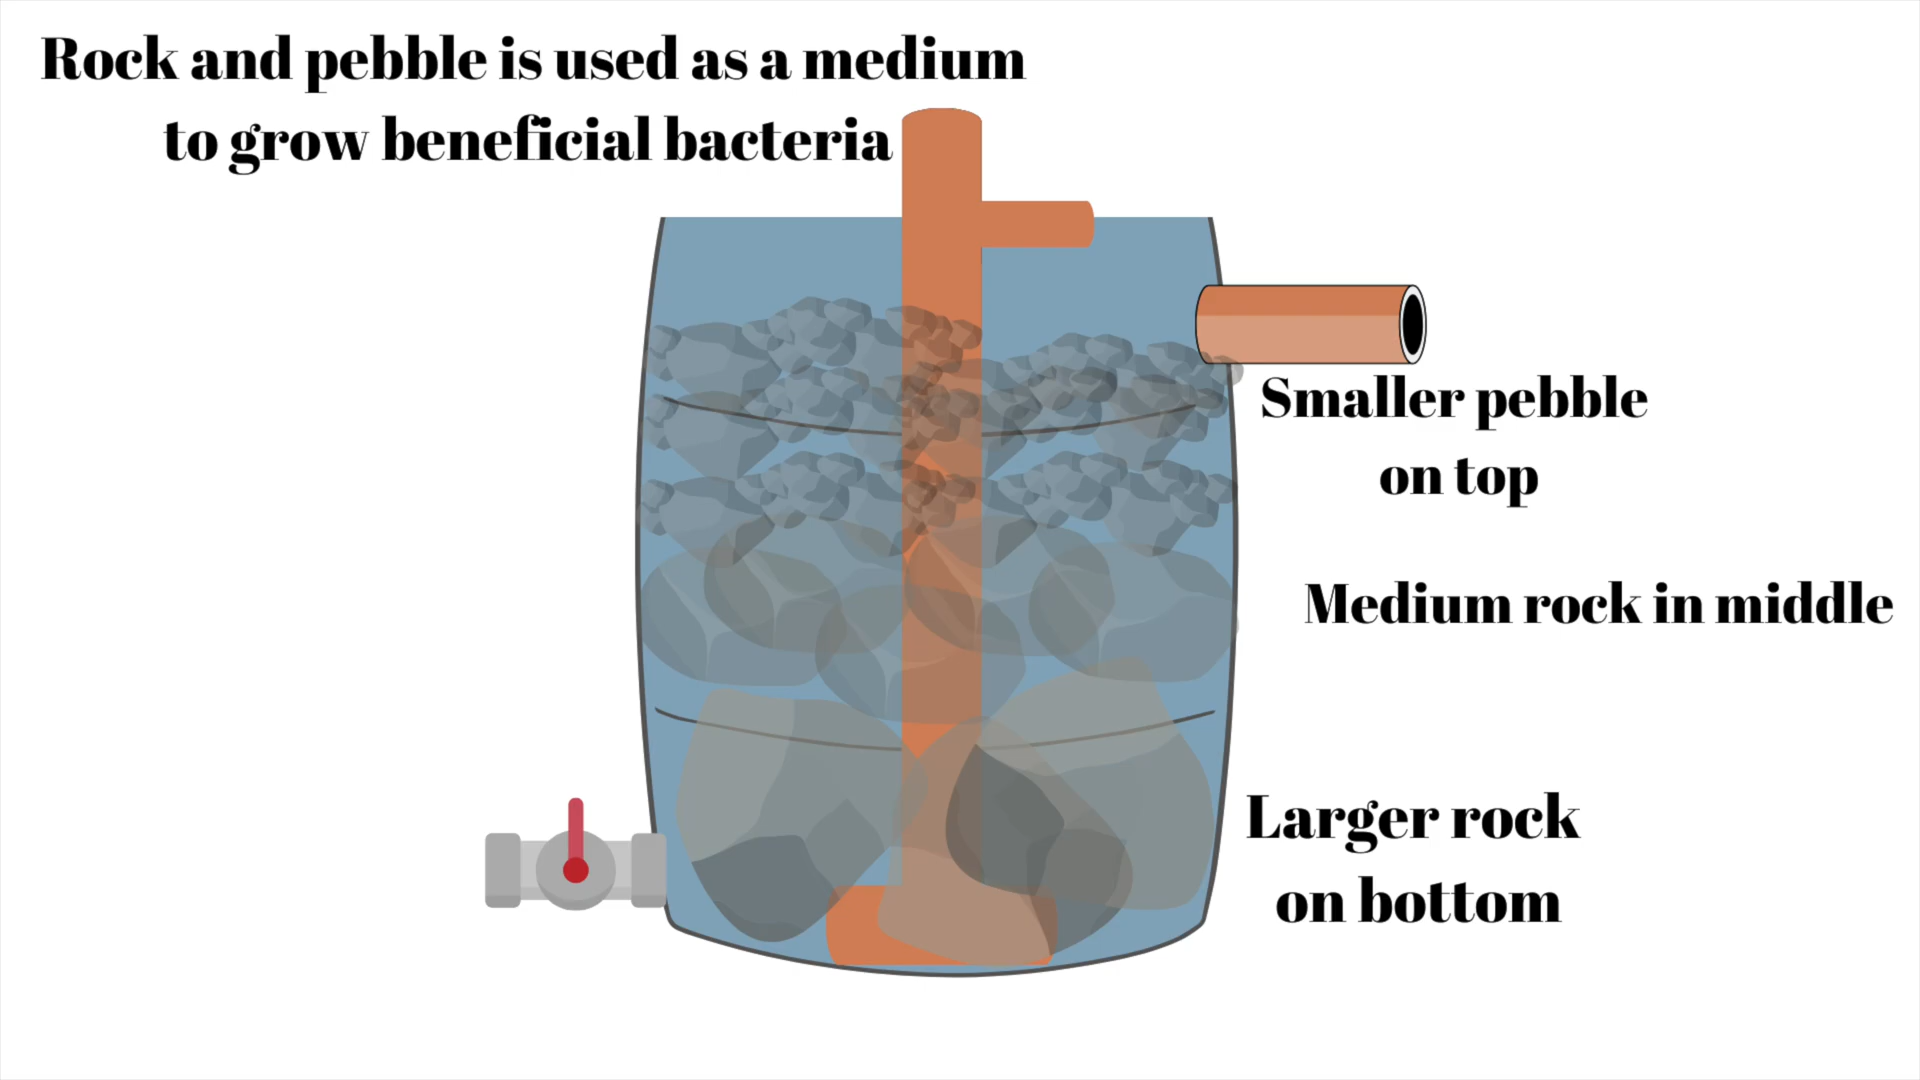 Rock and pebble is used as a medium
to grow beneficial bacteria
Smaller pebble
on top
Medium rock in middle
Larger rock
on bottom